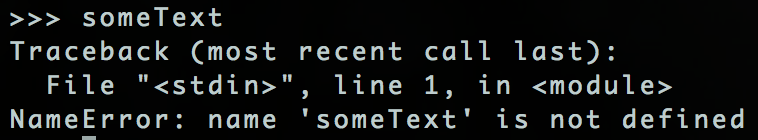 >>> someText
Traceback (most recent call last):
  File "<stdin>", line 1, in <module>
NameError: name 'someText' is not defined